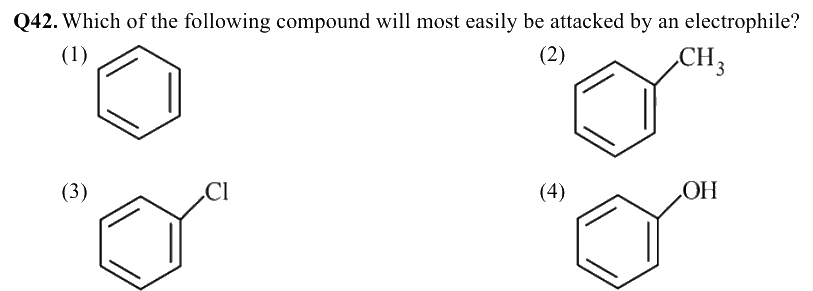 Q42. Which of the following compound will most easily be attacked by an electrophile?
(1)
(2) CH3
(3) Cl
(4) OH